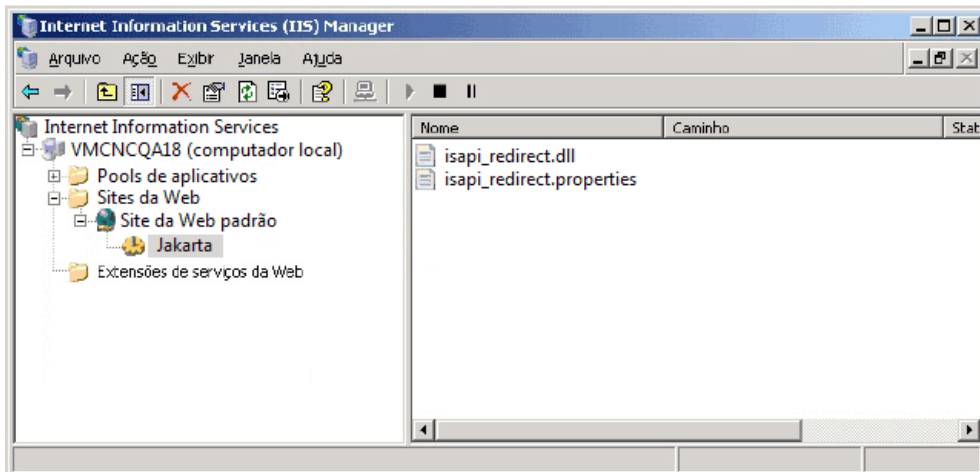 Internet Information Services (IIS) Manager
Arquivo Ação Exibir Janela Ajuda
Internet Information Services
VMCNCQA18 (computador local)
Pools de aplicativos
Sites da Web
Site da Web padrão
Jakarta
Extensões de serviços da Web
Nome Caminho Stat
isapi_redirect.dll
isapi_redirect.properties